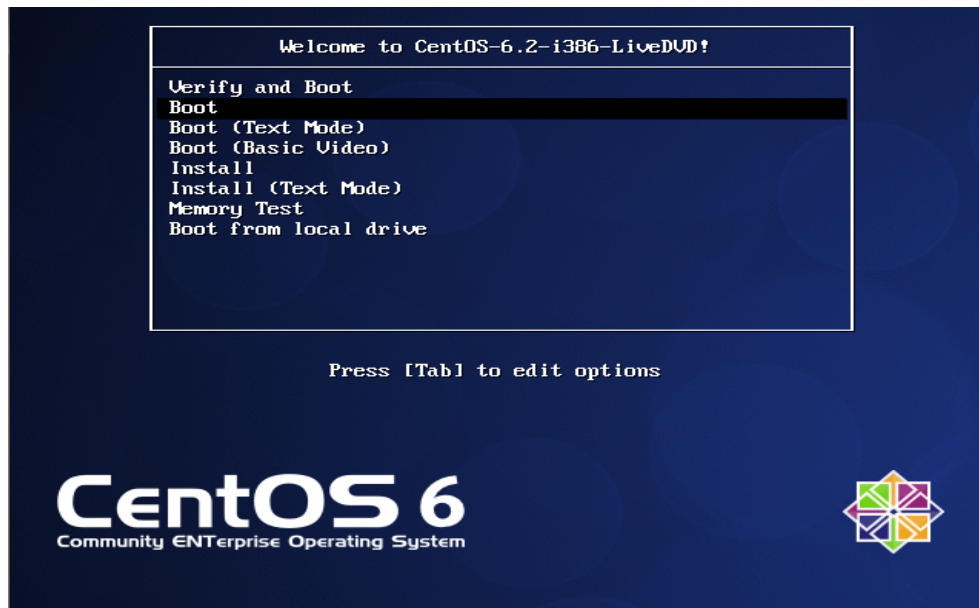 Welcome to CentOS-6.2-i386-LiveDVD!
Verify and Boot
Boot
Boot (Text Mode)
Boot (Basic Video)
Install
Install (Text Mode)
Memory Test
Boot from local drive
Press [Tab] to edit options
CentOS 6
Community ENTerprise Operating System